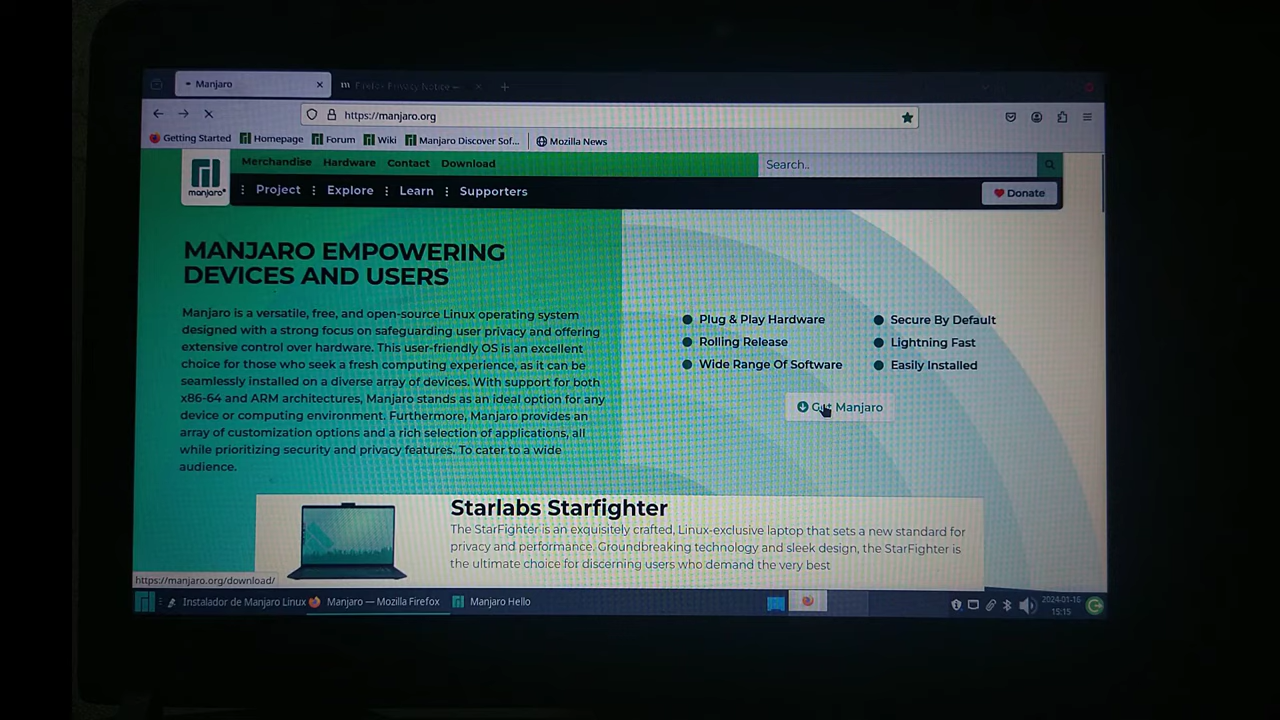 Manjaro
Firefox Privacy Notice —
https://manjaro.org
Getting Started Homepage Forum Wiki Manjaro Discover Sof... Mozilla News
Merchandise Hardware Contact Download
Search..
manjaro
Project Explore Learn Supporters
Donate
MANJARO EMPOWERING
DEVICES AND USERS
Manjaro is a versatile, free, and open-source Linux operating system
designed with a strong focus on safeguarding user privacy and offering
extensive control over hardware. This user-friendly OS is an excellent
choice for those who seek a fresh computing experience, as it can be
seamlessly installed on a diverse array of devices. With support for both
x86-64 and ARM architectures, Manjaro stands as an ideal option for any
device or computing environment. Furthermore, Manjaro provides an
array of customization options and a rich selection of applications, all
while prioritizing security and privacy features. To cater to a wide
audience.
Plug & Play Hardware
Secure By Default
Rolling Release
Lightning Fast
Wide Range Of Software
Easily Installed
Get Manjaro
Starlabs Starfighter
The StarFighter is an exquisitely crafted, Linux-exclusive laptop that sets a new standard for
privacy and performance. Groundbreaking technology and sleek design, the StarFighter is
the ultimate choice for discerning users who demand the very best
https://manjaro.org/download/
Instalador de Manjaro Linux Manjaro — Mozilla Firefox Manjaro Hello
2024-01-16
15:15